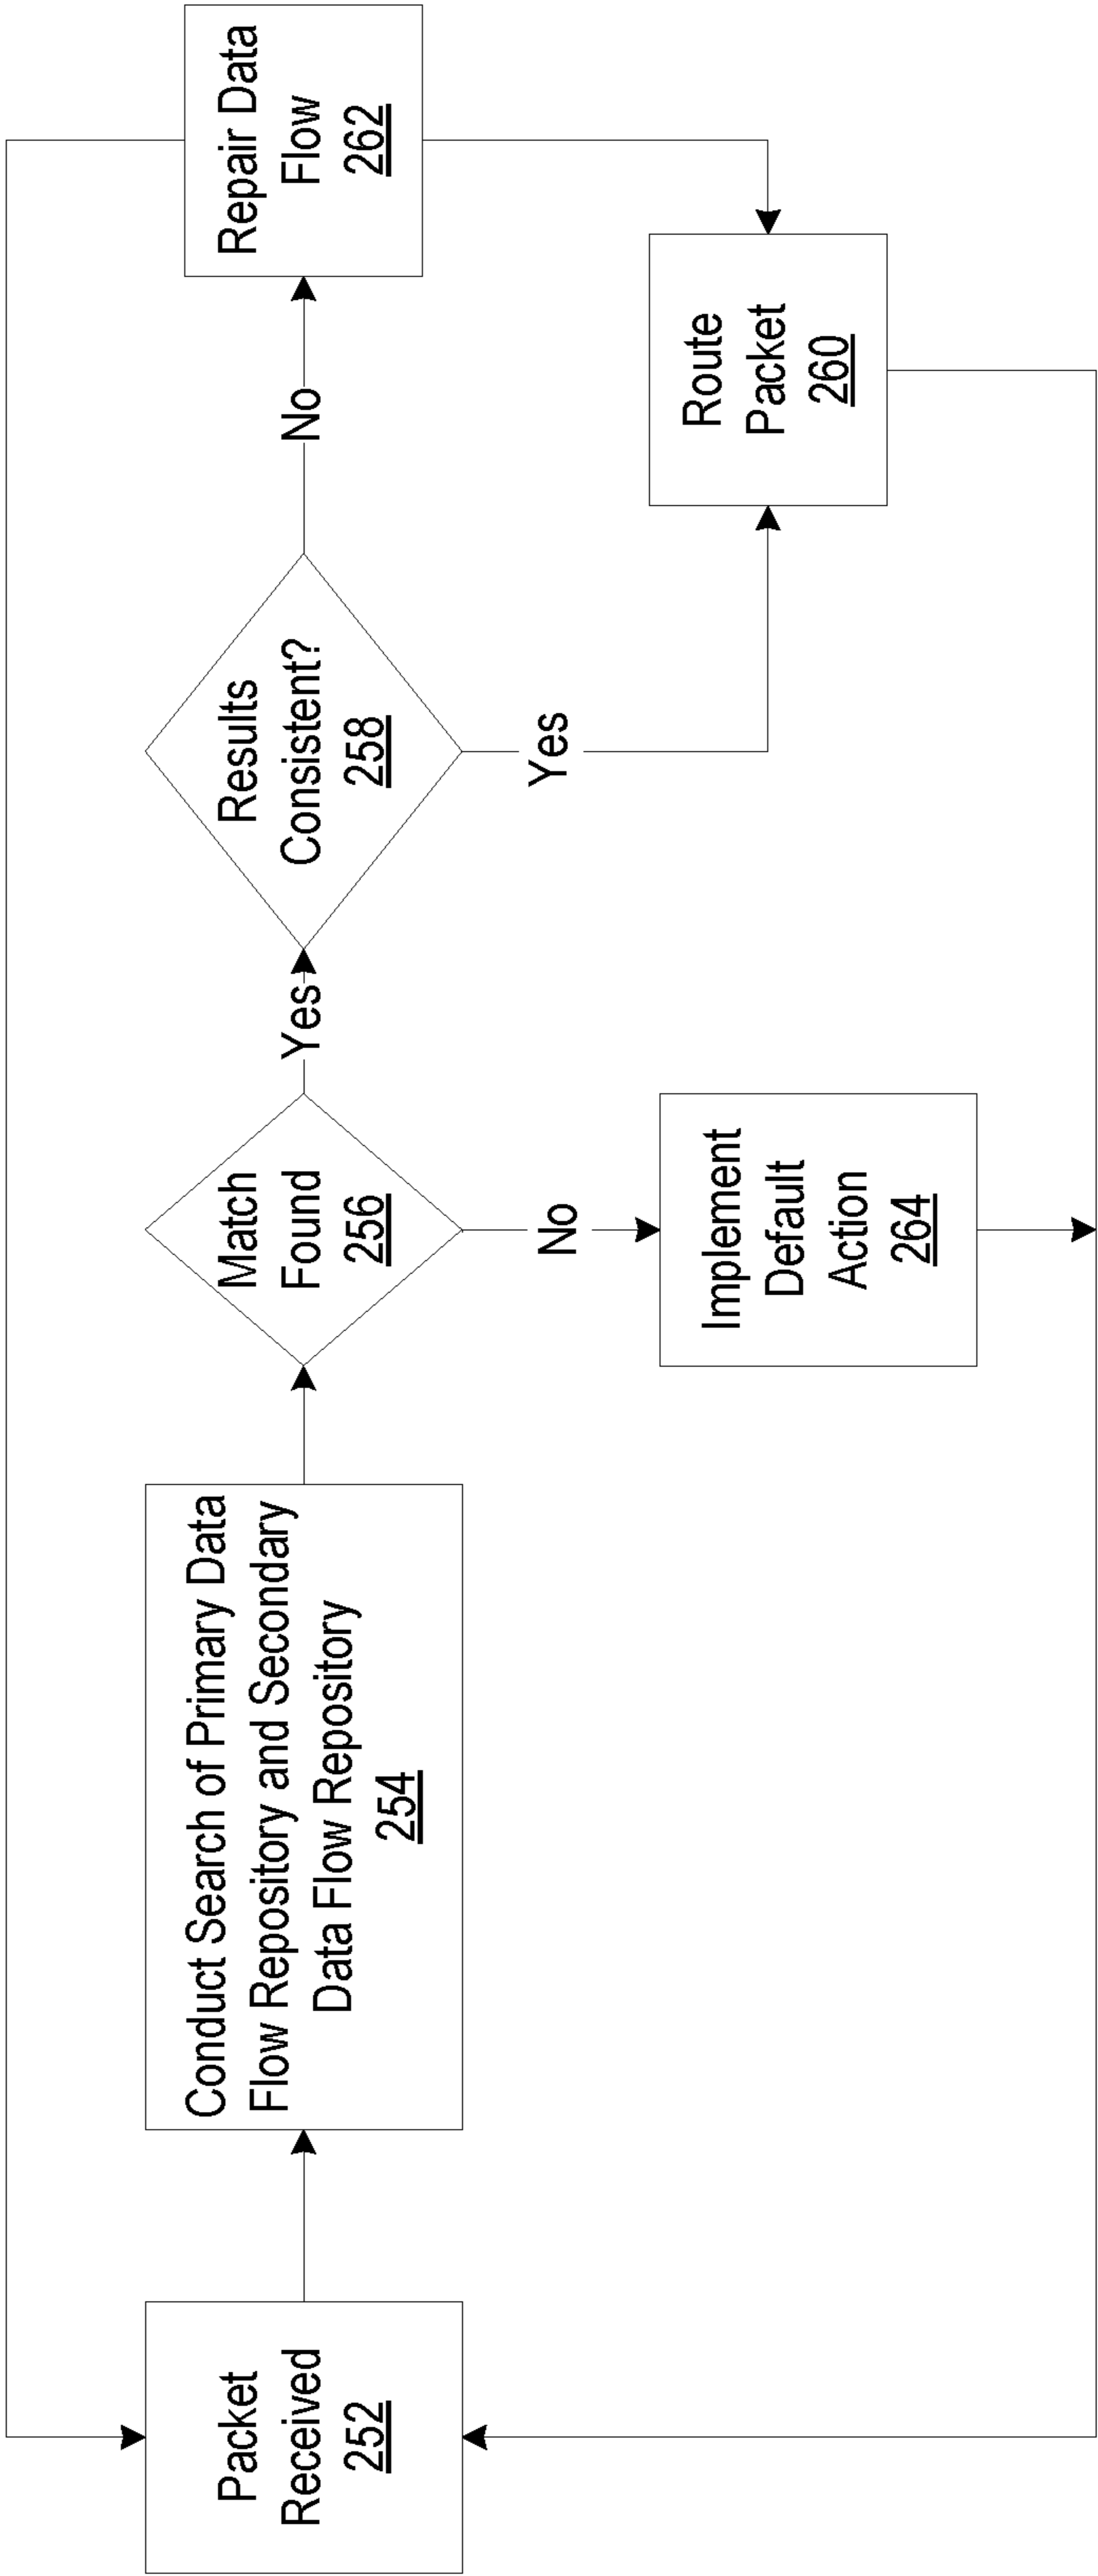 Packet
Received
252
Conduct Search of Primary Data
Flow Repository and Secondary
Data Flow Repository
254
Match
Found
256
Yes
No
Results
Consistent?
258
No
Yes
Repair Data
Flow
262
Route
Packet
260
Implement
Default
Action
264